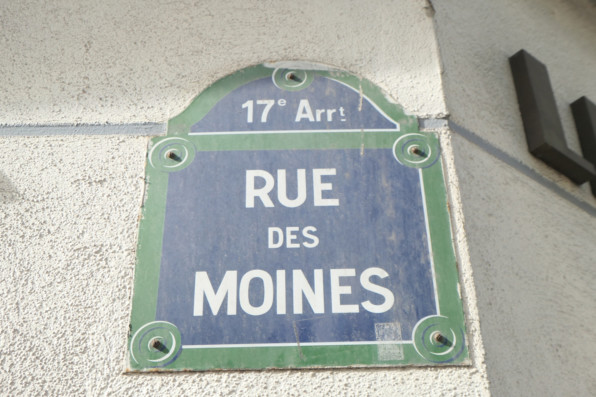 17e Arrt
RUE
DES
MOINES